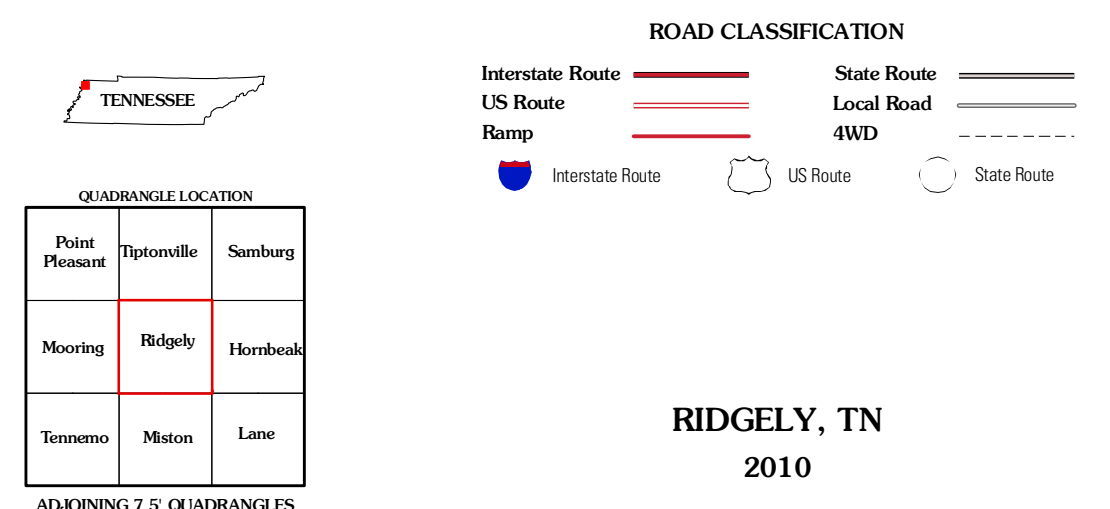 ROAD CLASSIFICATION
Interstate Route
State Route
US Route
Local Road
Ramp
4WD
Interstate Route
US Route
State Route
TENNESSEE
QUADRANGLE LOCATION
Point
Pleasant
Tiptonville
Samburg
Mooring
Ridgely
Hornbeak
Tennemo
Miston
Lane
ADJOINING 7.5' QUADRANGLES
RIDGELY, TN
2010